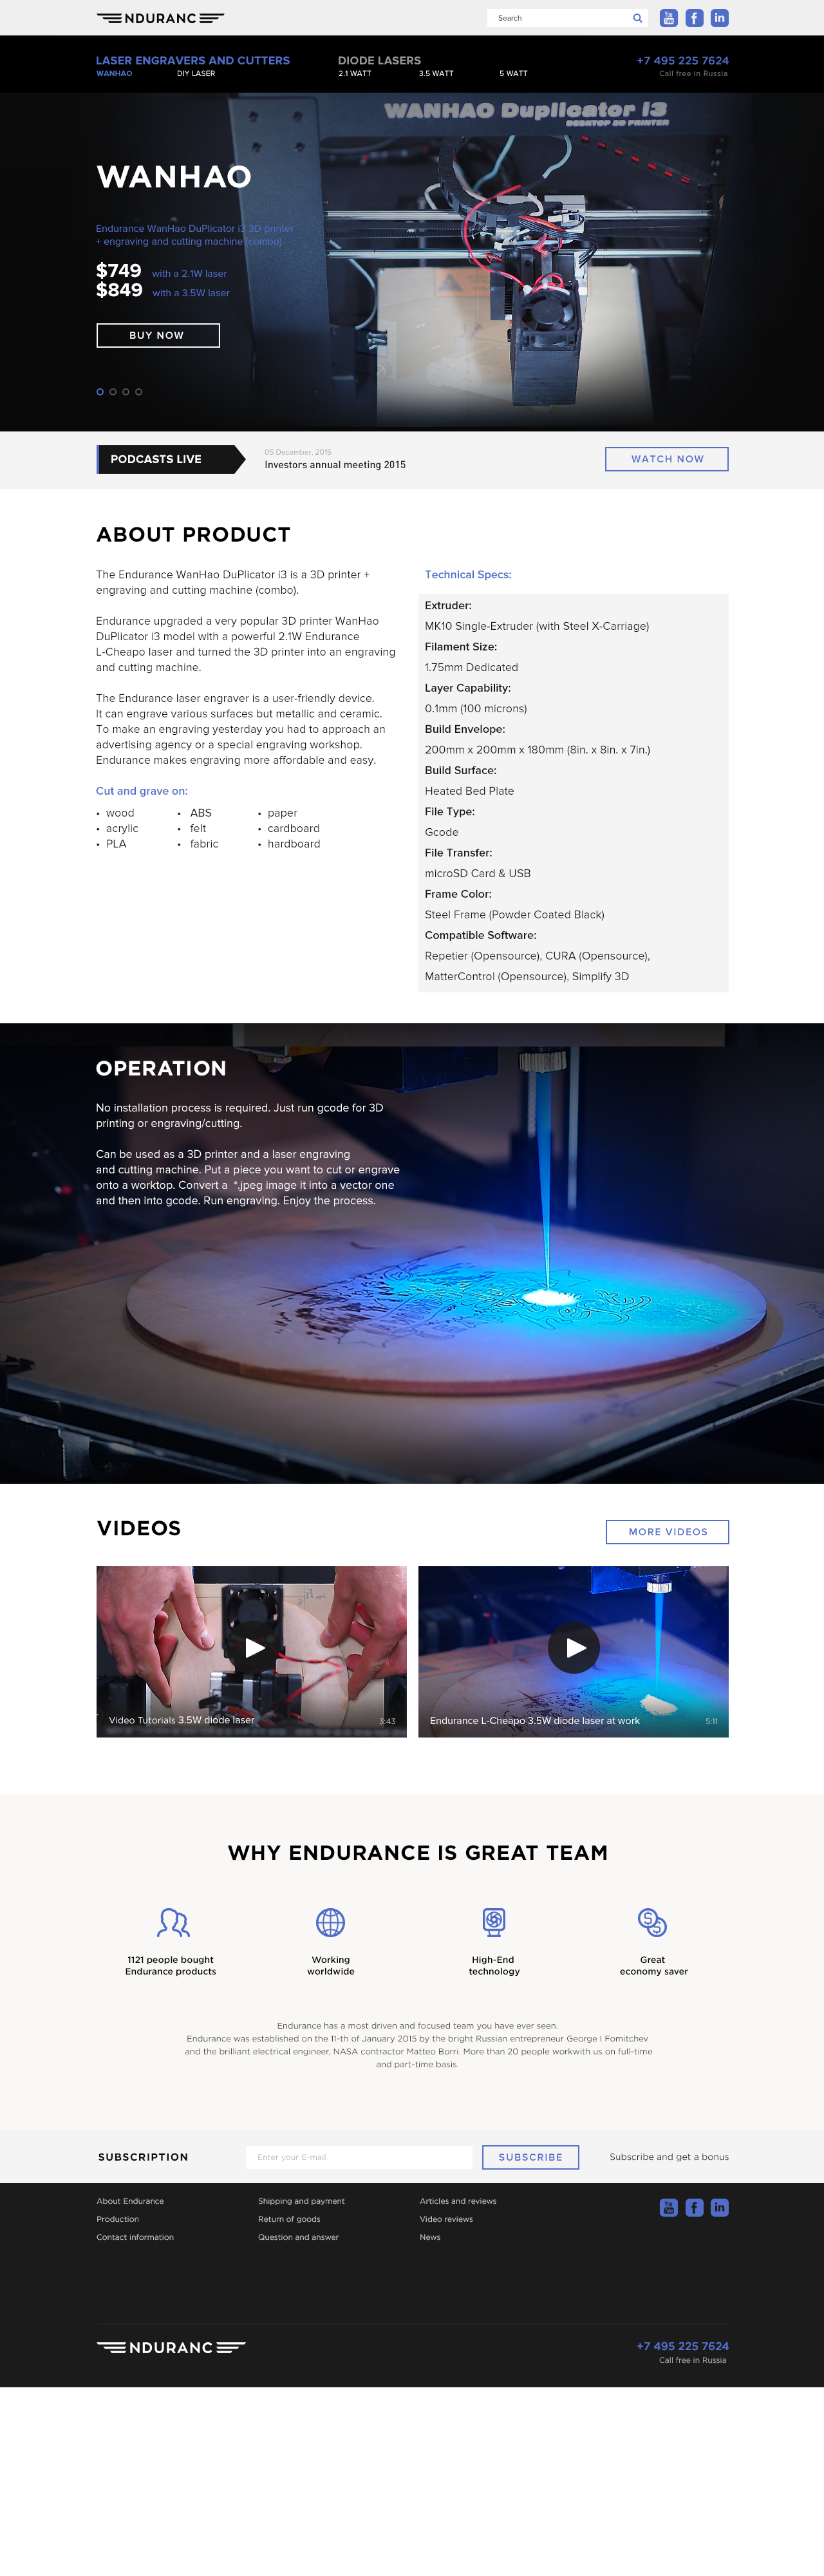 NDURANC
Search
You
Tube
f
in
LASER ENGRAVERS AND CUTTERS
WANHAO
DIY LASER
DIODE LASERS
2.1 WATT
3.5 WATT
5 WATT
+7 495 225 7624
Call free in Russia
WANHAO Duplicator i3
DESKTOP 3D PRINTER
WANHAO
Endurance WanHao DuPlicator i3 3D printer
+ engraving and cutting machine (combo)
$749 with a 2.1W laser
$849 with a 3.5W laser
BUY NOW
PODCASTS LIVE
05 December, 2015
Investors annual meeting 2015
WATCH NOW
ABOUT PRODUCT
The Endurance WanHao DuPlicator i3 is a 3D printer +
engraving and cutting machine (combo).
Endurance upgraded a very popular 3D printer WanHao
DuPlicator i3 model with a powerful 2.1W Endurance
L-Cheapo laser and turned the 3D printer into an engraving
and cutting machine.
The Endurance laser engraver is a user-friendly device.
It can engrave various surfaces but metallic and ceramic.
To make an engraving yesterday you had to approach an
advertising agency or a special engraving workshop.
Endurance makes engraving more affordable and easy.
Cut and grave on:
• wood
• acrylic
• PLA
• ABS
• felt
• fabric
• paper
• cardboard
• hardboard
Technical Specs:
Extruder:
MK10 Single-Extruder (with Steel X-Carriage)
Filament Size:
1.75mm Dedicated
Layer Capability:
0.1mm (100 microns)
Build Envelope:
200mm x 200mm x 180mm (8in. x 8in. x 7in.)
Build Surface:
Heated Bed Plate
File Type:
Gcode
File Transfer:
microSD Card & USB
Frame Color:
Steel Frame (Powder Coated Black)
Compatible Software:
Repetier (Opensource), CURA (Opensource),
MatterControl (Opensource), Simplify 3D
OPERATION
No installation process is required. Just run gcode for 3D
printing or engraving/cutting.
Can be used as a 3D printer and a laser engraving
and cutting machine. Put a piece you want to cut or engrave
onto a worktop. Convert a *.jpeg image it into a vector one
and then into gcode. Run engraving. Enjoy the process.
VIDEOS
MORE VIDEOS
Video Tutorials 3.5W diode laser
3:43
Endurance L-Cheapo 3.5W diode laser at work
5:11
WHY ENDURANCE IS GREAT TEAM
1121 people bought
Endurance products
Working
worldwide
High-End
technology
Great
economy saver
Endurance has a most driven and focused team you have ever seen.
Endurance was established on the 11-th of January 2015 by the bright Russian entrepreneur George I Fomitchev
and the brilliant electrical engineer, NASA contractor Matteo Borri. More than 20 people workwith us on full-time
and part-time basis.
SUBSCRIPTION
Enter your E-mail
SUBSCRIBE
Subscribe and get a bonus
About Endurance
Production
Contact information
Shipping and payment
Return of goods
Question and answer
Articles and reviews
Video reviews
News
You
Tube
f
in
NDURANC
+7 495 225 7624
Call free in Russia